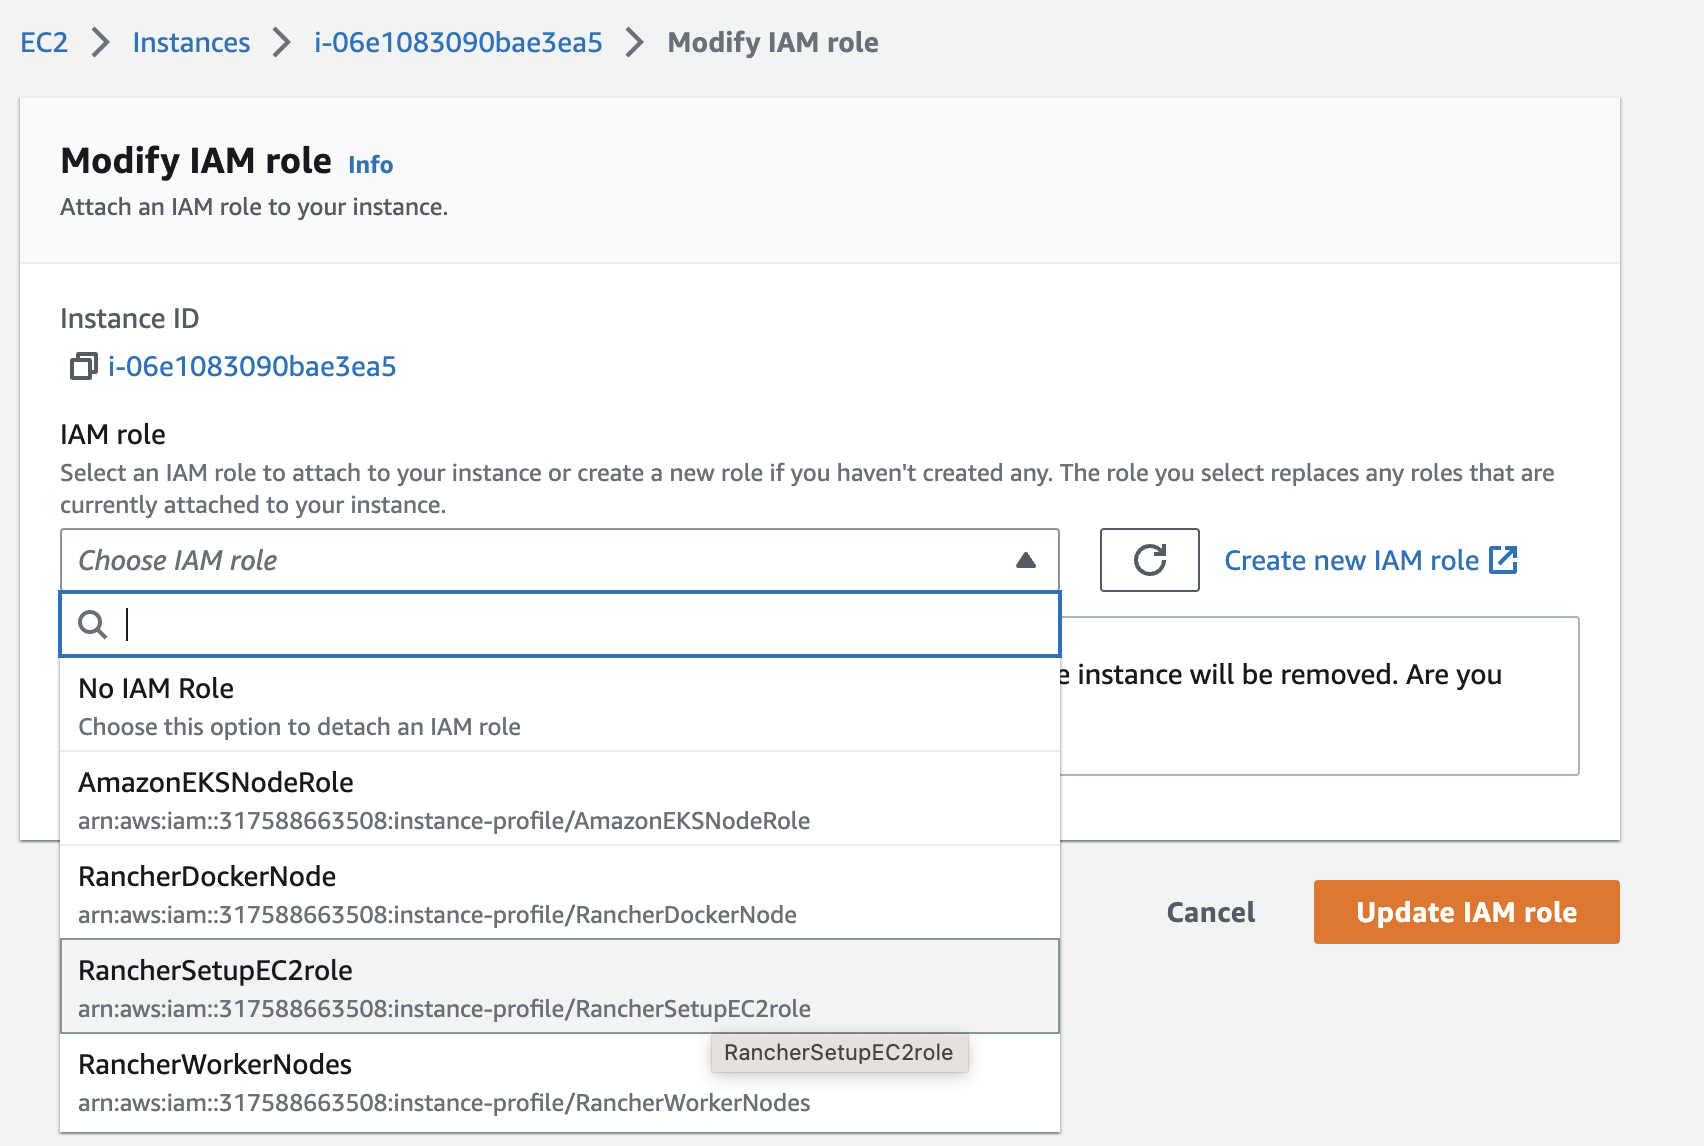 EC2 > Instances > i-06e1083090bae3ea5 > Modify IAM role
Modify IAM role Info
Attach an IAM role to your instance.
Instance ID
i-06e1083090bae3ea5
IAM role
Select an IAM role to attach to your instance or create a new role if you haven't created any. The role you select replaces any roles that are
currently attached to your instance.
Choose IAM role
Create new IAM role
No IAM Role
Choose this option to detach an IAM role
instance will be removed. Are you
AmazonEKSNodeRole
arn:aws:iam::317588663508:instance-profile/AmazonEKSNodeRole
RancherDockerNode
arn:aws:iam::317588663508:instance-profile/RancherDockerNode
Cancel
Update IAM role
RancherSetupEC2role
arn:aws:iam::317588663508:instance-profile/RancherSetupEC2role
RancherSetupEC2role
RancherWorkerNodes
arn:aws:iam::317588663508:instance-profile/RancherWorkerNodes